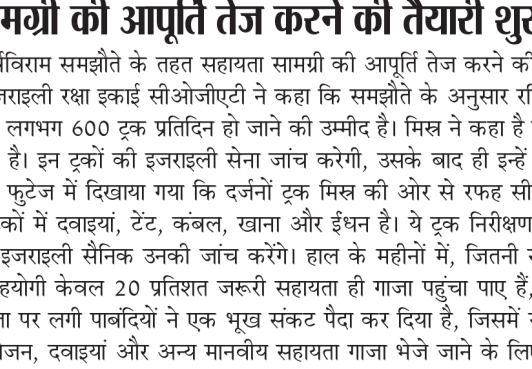 मग्री की आपूर्ति तेज करने की तैयारी शुरू
विराम समझौते के तहत सहायता सामग्री की आपूर्ति तेज करने की
जराइली रक्षा इकाई सीओजीएटी ने कहा कि समझौते के अनुसार
लगभग 600 ट्रक प्रतिदिन हो जाने की उम्मीद है। मिस्र ने कहा है
है। इन ट्रकों की इजराइली सेना जांच करेगी, उसके बाद ही इन्हें
फुटेज में दिखाया गया कि दर्जनों ट्रक मिस्र की ओर से रफह सी
कों में दवाइयां, टेंट, कंबल, खाना और ईंधन है। ये ट्रक निरीक्षण
इजराइली सैनिक उनकी जांच करेंगे। हाल के महीनों में, जितनी
हयोगी केवल 20 प्रतिशत जरूरी सहायता ही गाजा पहुंचा पाए हैं,
ा पर लगी पाबंदियों ने एक भूख संकट पैदा कर दिया है, जिसमें
जन, दवाइयां और अन्य मानवीय सहायता गाजा भेजे जाने के लिए